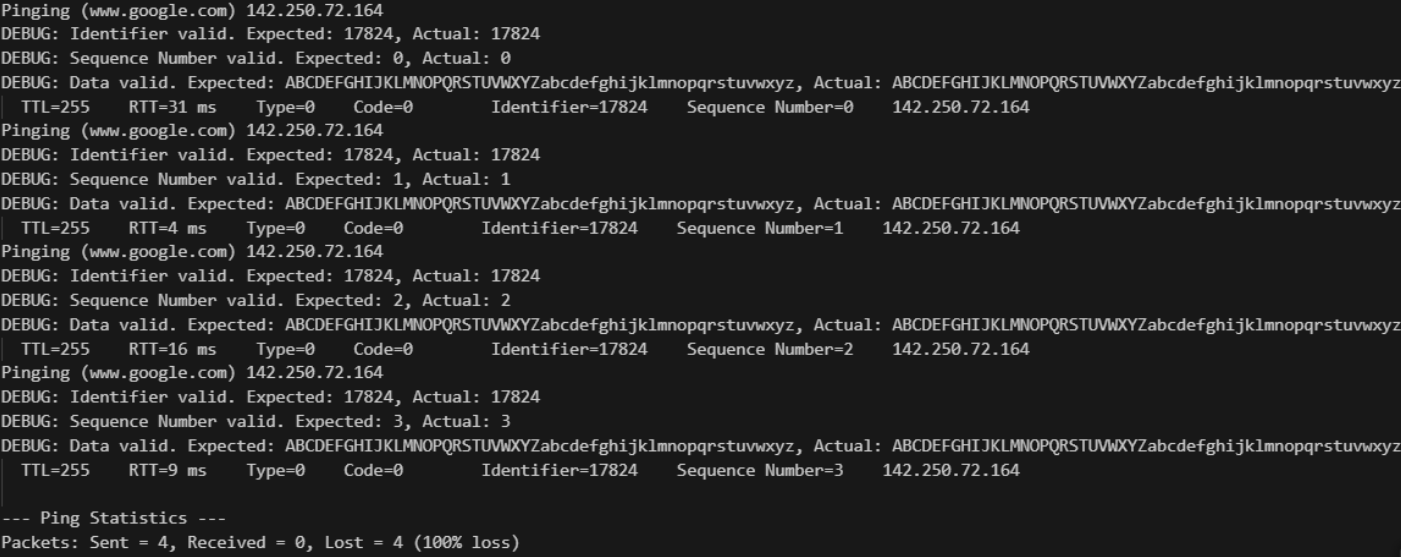 Pinging (www.google.com) 142.250.72.164
DEBUG: Identifier valid. Expected: 17824, Actual: 17824
DEBUG: Sequence Number valid. Expected: 0, Actual: 0
DEBUG: Data valid. Expected: ABCDEFGHIJKLMNOPQRSTUVWXYZabcdefghijklmnopqrstuvwxyz, Actual: ABCDEFGHIJKLMNOPQRSTUVWXYZabcdefghijklmnopqrstuvwxyz
TTL=255    RTT=31 ms    Type=0    Code=0        Identifier=17824    Sequence Number=0    142.250.72.164
Pinging (www.google.com) 142.250.72.164
DEBUG: Identifier valid. Expected: 17824, Actual: 17824
DEBUG: Sequence Number valid. Expected: 1, Actual: 1
DEBUG: Data valid. Expected: ABCDEFGHIJKLMNOPQRSTUVWXYZabcdefghijklmnopqrstuvwxyz, Actual: ABCDEFGHIJKLMNOPQRSTUVWXYZabcdefghijklmnopqrstuvwxyz
TTL=255    RTT=4 ms    Type=0    Code=0        Identifier=17824    Sequence Number=1    142.250.72.164
Pinging (www.google.com) 142.250.72.164
DEBUG: Identifier valid. Expected: 17824, Actual: 17824
DEBUG: Sequence Number valid. Expected: 2, Actual: 2
DEBUG: Data valid. Expected: ABCDEFGHIJKLMNOPQRSTUVWXYZabcdefghijklmnopqrstuvwxyz, Actual: ABCDEFGHIJKLMNOPQRSTUVWXYZabcdefghijklmnopqrstuvwxyz
TTL=255    RTT=16 ms    Type=0    Code=0        Identifier=17824    Sequence Number=2    142.250.72.164
Pinging (www.google.com) 142.250.72.164
DEBUG: Identifier valid. Expected: 17824, Actual: 17824
DEBUG: Sequence Number valid. Expected: 3, Actual: 3
DEBUG: Data valid. Expected: ABCDEFGHIJKLMNOPQRSTUVWXYZabcdefghijklmnopqrstuvwxyz, Actual: ABCDEFGHIJKLMNOPQRSTUVWXYZabcdefghijklmnopqrstuvwxyz
TTL=255    RTT=9 ms    Type=0    Code=0        Identifier=17824    Sequence Number=3    142.250.72.164
--- Ping Statistics ---
Packets: Sent = 4, Received = 0, Lost = 4 (100% loss)